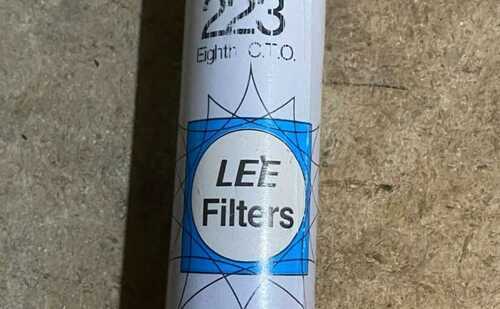 223
Eighth C.T.O.
LEE
Filters